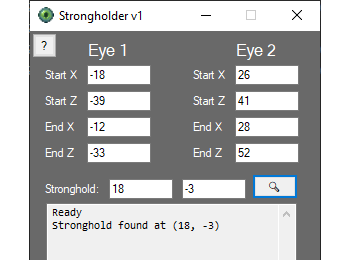 Strongholder v1
?
Eye 1 Eye 2
Start X -18 Start X 26
Start Z -39 Start Z 41
End X -12 End X 28
End Z -33 End Z 52
Stronghold: 18 -3
Ready
Stronghold found at (18, -3)